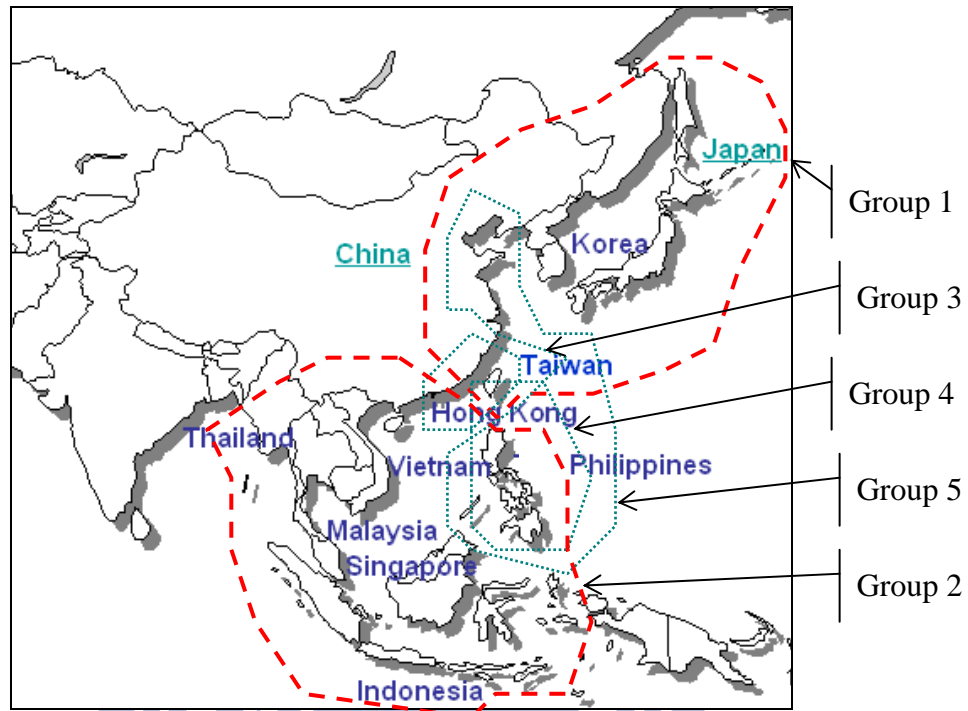 Japan
Group 1
Korea
China
Group 3
Taiwan
Group 4
Hong Kong
Thailand
Vietnam
Philippines
Group 5
Malaysia
Singapore
Group 2
Indonesia